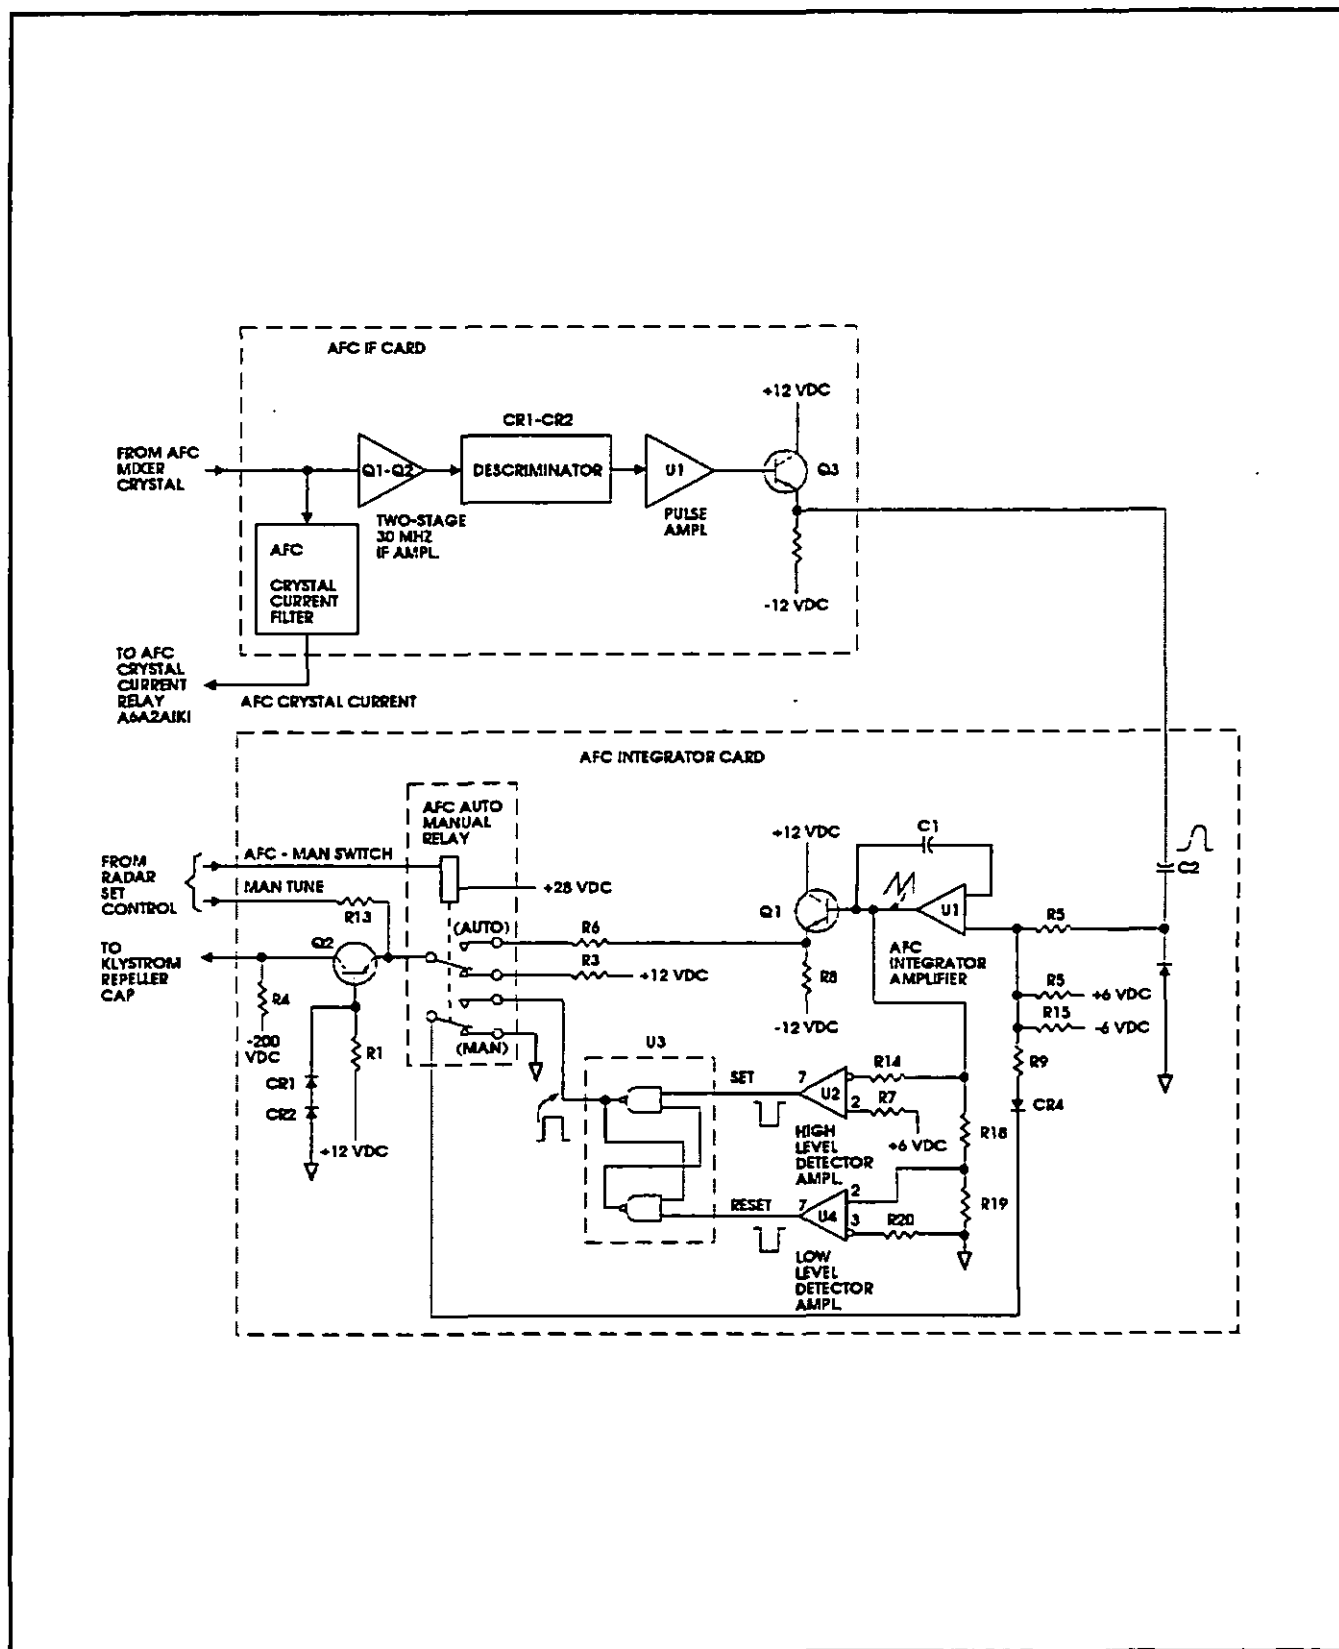 AFC IF CARD
+12 VDC
CR1-CR2
FROM AFC
MIXER
CRYSTAL
Q1-Q2
DESCRIMINATOR
U1
Q3
TWO-STAGE
30 MHZ
IF AMPL.
PULSE
AMPL
AFC
CRYSTAL
CURRENT
FILTER
-12 VDC
TO AFC
CRYSTAL
CURRENT
RELAY
A6A2A1K1
AFC CRYSTAL CURRENT
AFC INTEGRATOR CARD
AFC AUTO
MANUAL
RELAY
+12 VDC
C1
C2
FROM
RADAR
SET
CONTROL
AFC - MAN SWITCH
+28 VDC
MAN TUNE
R13
Q1
U1
R5
(AUTO)
R6
AFC
INTEGRATOR
AMPLIFIER
TO
KLYSTROM
REPELLER
CAP
Q2
R3
+12 VDC
R8
R5
+6 VDC
R4
R15
-6 VDC
-200
VDC
R1
(MAN)
-12 VDC
U3
R9
CR1
CR2
CR4
SET
7
U2
R14
2
R7
+6 VDC
HIGH
LEVEL
DETECTOR
AMPL.
R18
+12 VDC
RESET
7
U4
2
3
R20
R19
LOW
LEVEL
DETECTOR
AMPL.